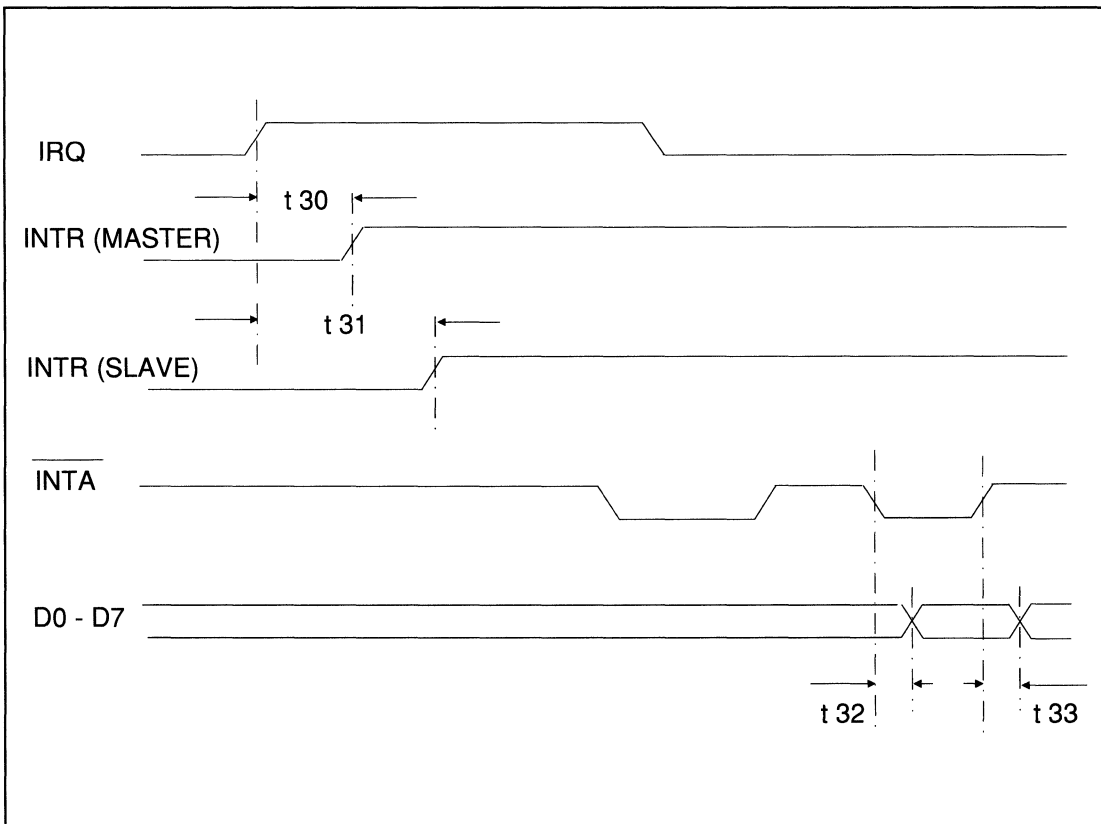 IRQ
t 30
INTR (MASTER)
t 31
INTR (SLAVE)
INTA
D0 - D7
t 32
t 33